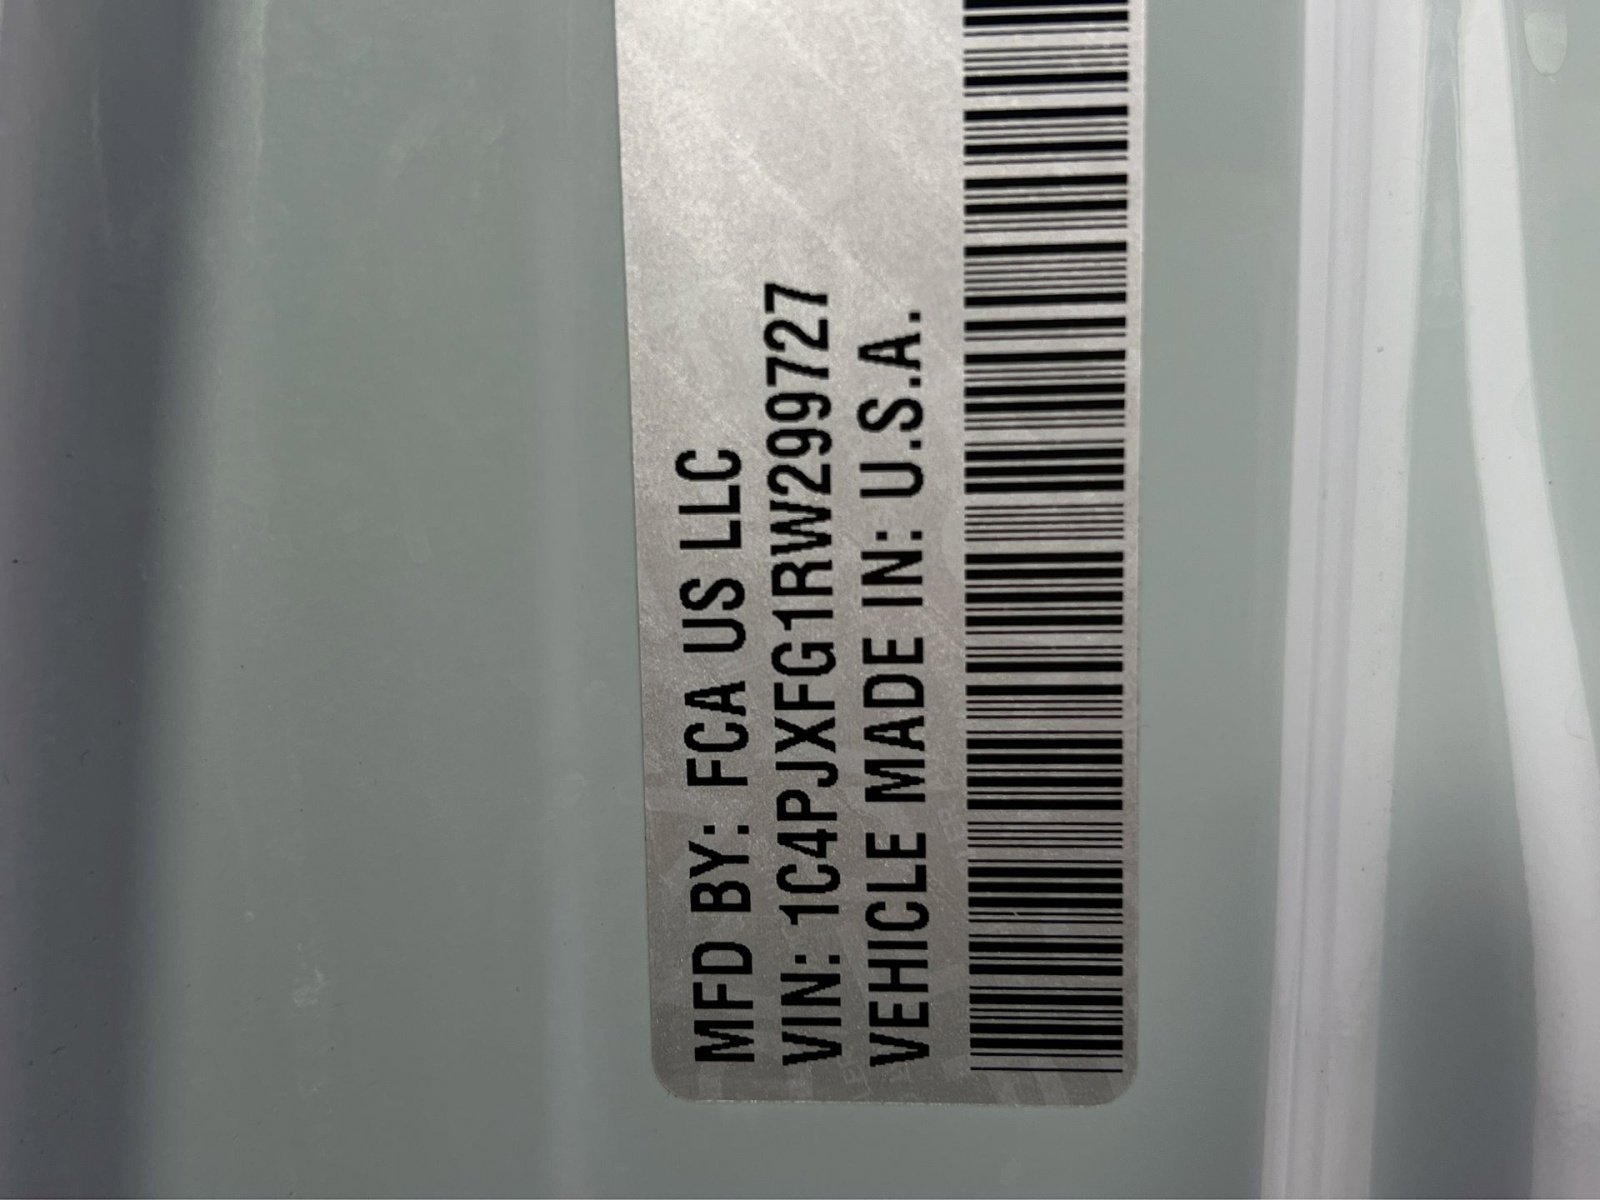 MFD BY: FCA US LLC
VIN: 1C4PJXFG1RW299727
VEHICLE MADE IN: U.S.A.